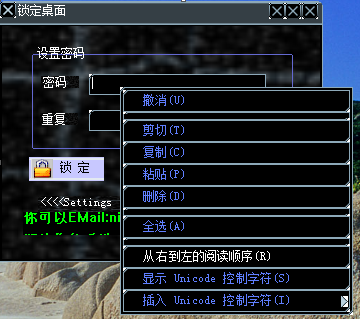 锁定桌面
设置密码
密码
重复
锁 定
<<<<Settings
你可以EMail:ni
撤消(U)
剪切(T)
复制(C)
粘贴(P)
删除(D)
全选(A)
从右到左的阅读顺序(R)
显示 Unicode 控制字符(S)
插入 Unicode 控制字符(I)